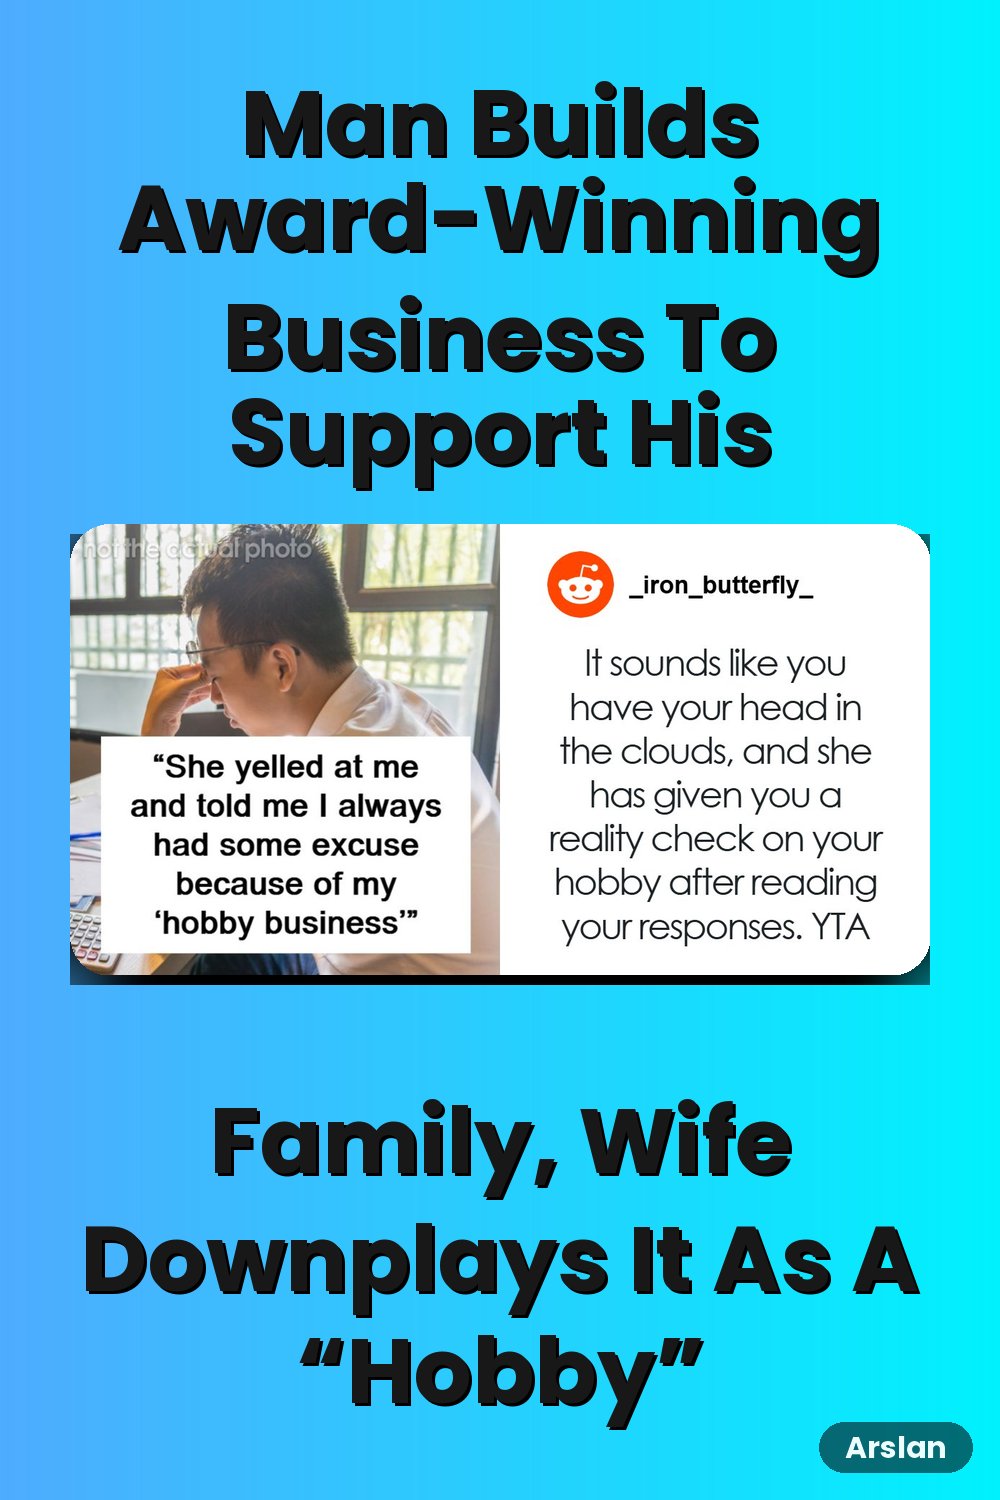 Man Builds
Award-Winning
Business To
Support His
not the actual photo
“She yelled at me
and told me I always
had some excuse
because of my
‘hobby business’”
_iron_butterfly_
It sounds like you
have your head in
the clouds, and she
has given you a
reality check on your
hobby after reading
your responses. YTA
Family, Wife
Downplays It As A
“Hobby”
Arslan